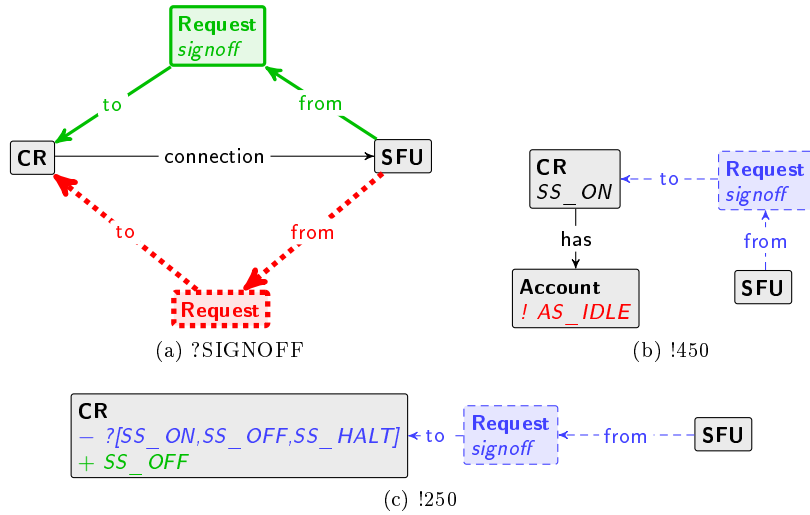 Request
signoff
to
from
CR
connection
SFU
to
from
Request
(a) ?SIGNOFF
CR
SS_ON
to
Request
signoff
has
from
Account
! AS_IDLE
SFU
(b) !450
CR
− ?[SS_ON,SS_OFF,SS_HALT]
+ SS_OFF
to
Request
signoff
from
SFU
(c) !250